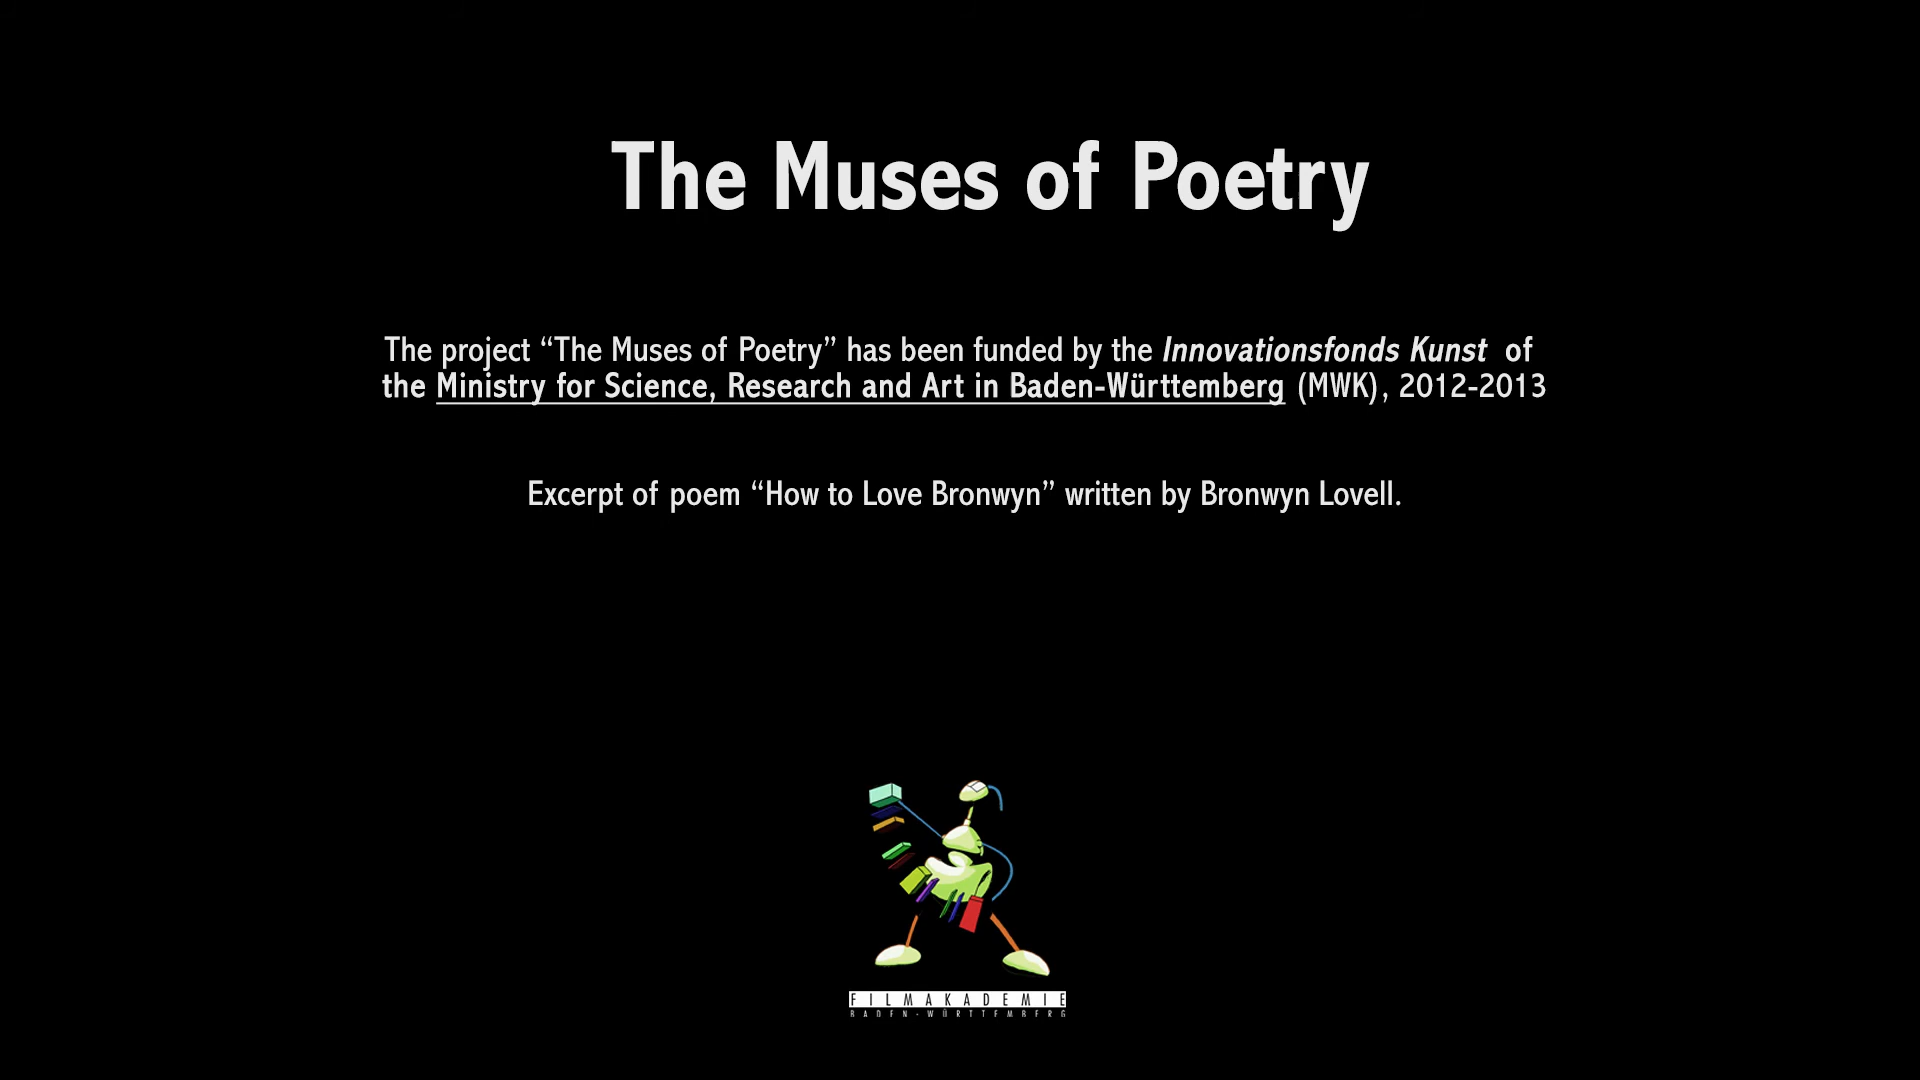 The Muses of Poetry
The project “The Muses of Poetry” has been funded by the Innovationsfonds Kunst of
the Ministry for Science, Research and Art in Baden-Württemberg (MWK), 2012-2013
Excerpt of poem “How to Love Bronwyn” written by Bronwyn Lovell.
FILMAKADEMIE
BADEN-WÜRTTEMBERG